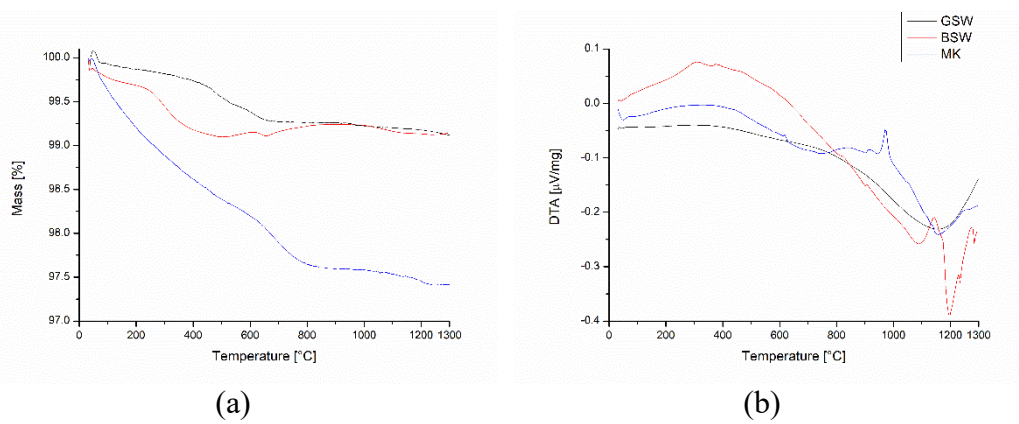 GSW
BSW
MK
100.0
99.5
99.0
98.5
98.0
97.5
97.0
0 200 400 600 800 1000 1300
Mass [%]
Temperature [°C]
0.1
0.0
-0.1
-0.2
-0.3
-0.4
0 200 400 600 800 1000 1200 1300
DTA [µV/mg]
Temperature [°C]
(a)
(b)